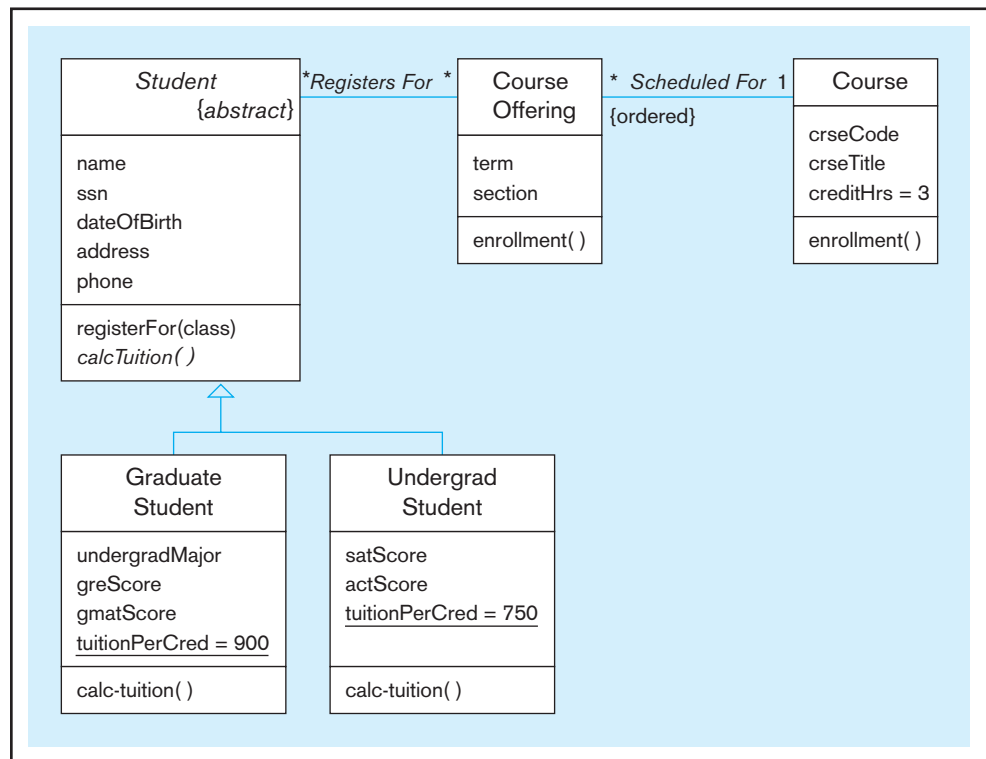 Student
{abstract}
name
ssn
dateOfBirth
address
phone
registerFor(class)
calcTuition( )
*Registers For *
Course
Offering
term
section
enrollment( )
* Scheduled For 1
{ordered}
Course
crseCode
crseTitle
creditHrs = 3
enrollment( )
Graduate
Student
undergradMajor
greScore
gmatScore
tuitionPerCred = 900
calc-tuition( )
Undergrad
Student
satScore
actScore
tuitionPerCred = 750
calc-tuition( )